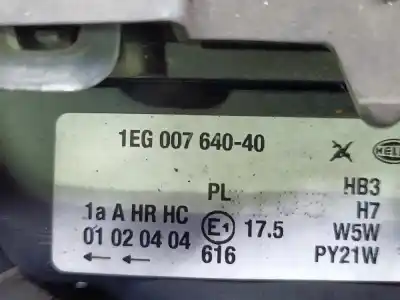 1EG 007 640-40
HELL
PL
HB3
1a A HR HC
H7
01 02 04 04
E1
17.5
W5W
616
PY21W